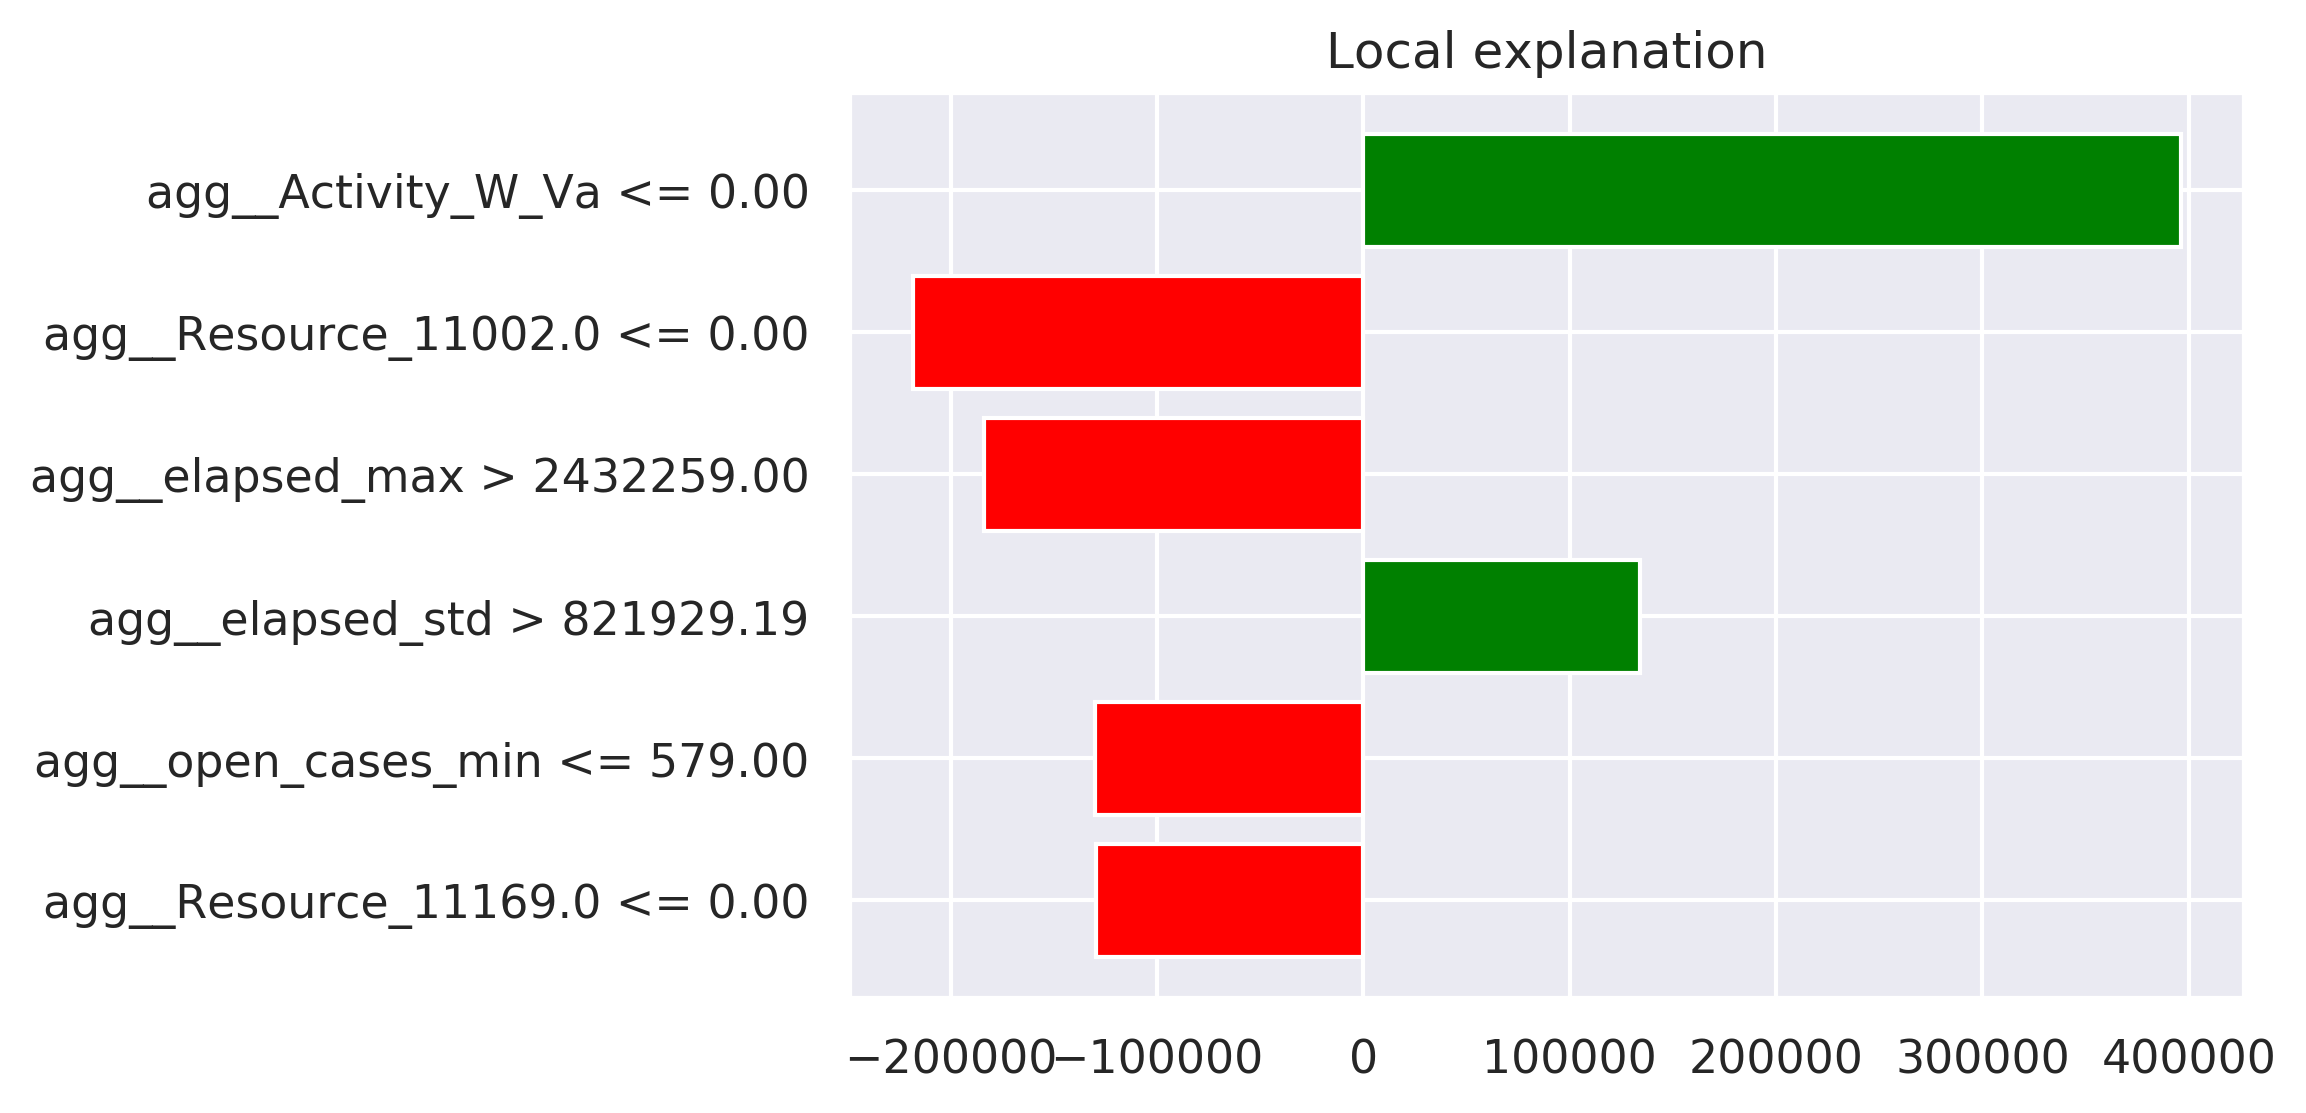 Local explanation
agg__Activity_W_Va <= 0.00
agg__Resource_11002.0 <= 0.00
agg__elapsed_max > 2432259.00
agg__elapsed_std > 821929.19
agg__open_cases_min <= 579.00
agg__Resource_11169.0 <= 0.00
−200000 −100000 0 100000 200000 300000 400000